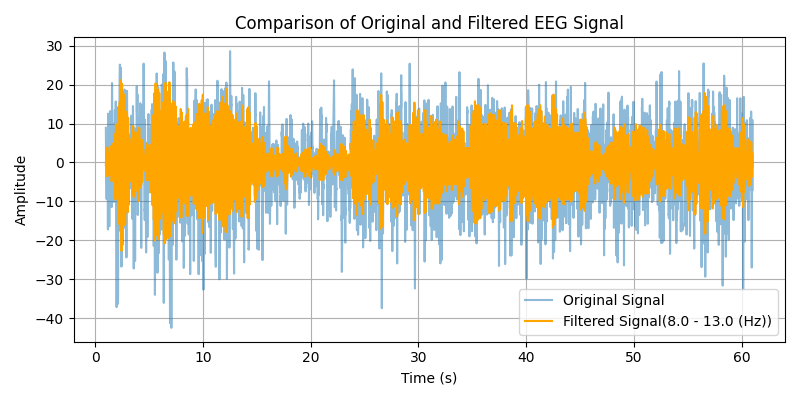 Comparison of Original and Filtered EEG Signal
30
20
10
0
−10
−20
−30
−40
Amplitude
Original Signal
Filtered Signal(8.0 - 13.0 (Hz))
0 10 20 30 40 50 60
Time (s)